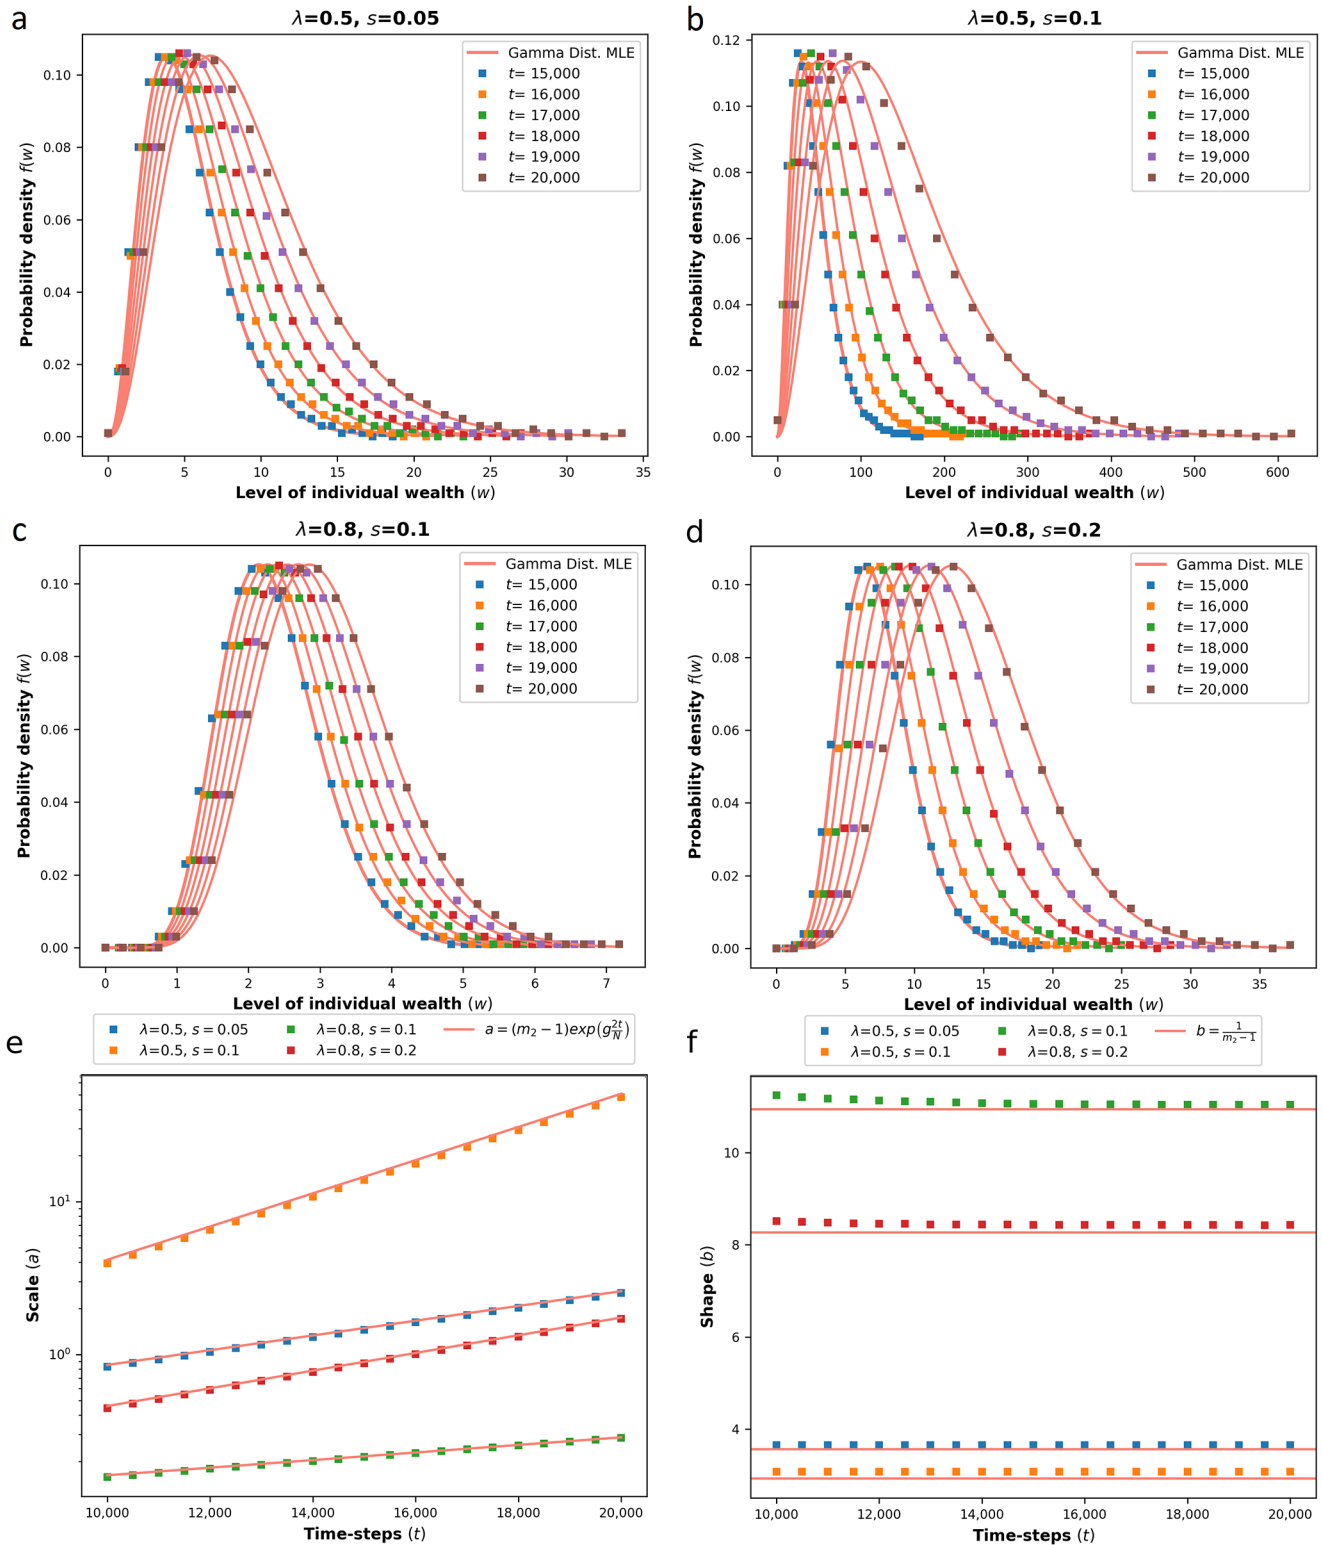 a
λ=0.5, s=0.05
Probability density f(w)
0.10
0.08
0.06
0.04
0.02
0.00
Gamma Dist. MLE
t= 15,000
t= 16,000
t= 17,000
t= 18,000
t= 19,000
t= 20,000
0 5 10 15 20 25 30 35
Level of individual wealth (w)
b
λ=0.5, s=0.1
Probability density f(w)
0.12
0.10
0.08
0.06
0.04
0.02
0.00
Gamma Dist. MLE
t= 15,000
t= 16,000
t= 17,000
t= 18,000
t= 19,000
t= 20,000
0 100 200 300 400 500 600
Level of individual wealth (w)
c
λ=0.8, s=0.1
Probability density f(w)
0.10
0.08
0.06
0.04
0.02
0.00
Gamma Dist. MLE
t= 15,000
t= 16,000
t= 17,000
t= 18,000
t= 19,000
t= 20,000
0 1 2 3 4 5 6 7
Level of individual wealth (w)
d
λ=0.8, s=0.2
Probability density f(w)
0.10
0.08
0.06
0.04
0.02
0.00
Gamma Dist. MLE
t= 15,000
t= 16,000
t= 17,000
t= 18,000
t= 19,000
t= 20,000
0 5 10 15 20 25 30 35
Level of individual wealth (w)
e
λ=0.5, s = 0.05 λ=0.8, s = 0.1 a = (m₂ − 1)exp(g 2t/N)
λ=0.5, s = 0.1 λ=0.8, s = 0.2
Scale (a)
10¹
10⁰
10,000 12,000 14,000 16,000 18,000 20,000
Time-steps (t)
f
λ=0.5, s = 0.05 λ=0.8, s = 0.1 b = 1/(m₂−1)
λ=0.5, s = 0.1 λ=0.8, s = 0.2
Shape (b)
10
8
6
4
10,000 12,000 14,000 16,000 18,000 20,000
Time-steps (t)